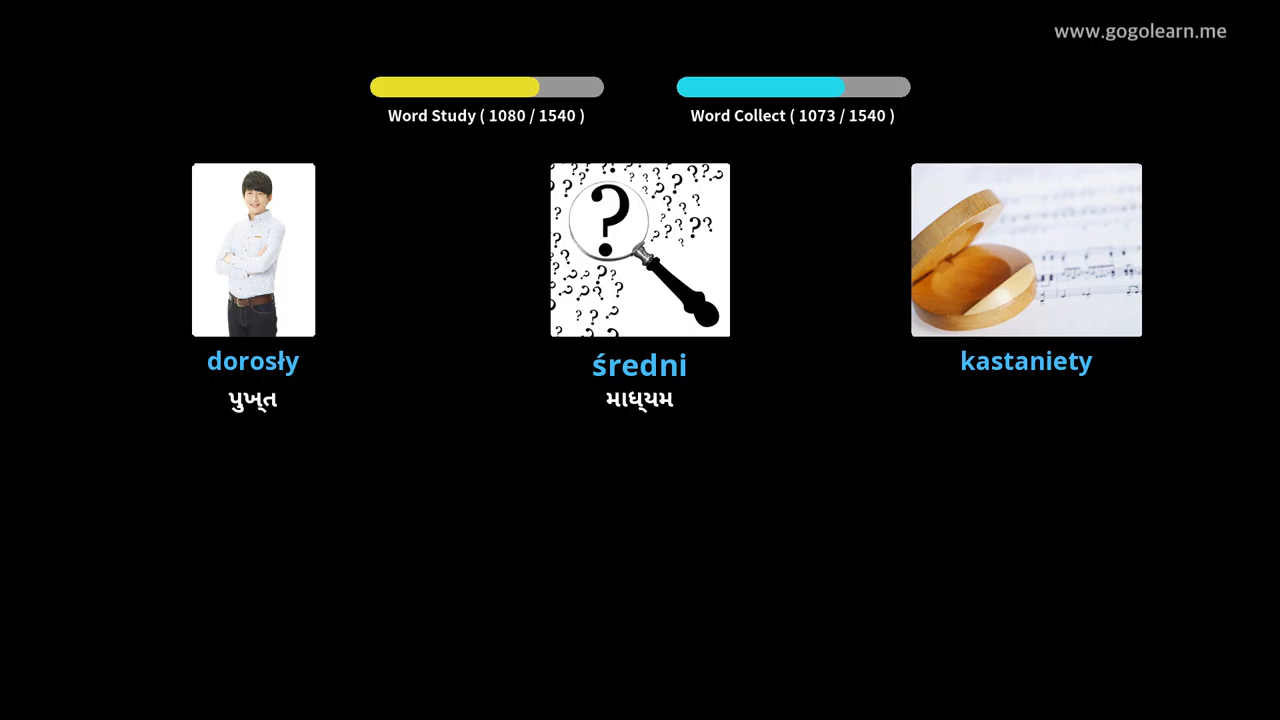 www.gogolearn.me
Word Study ( 1080 / 1540 )
Word Collect ( 1073 / 1540 )
dorosły
średni
kastaniety
પુખ્ત
માધ્યમ